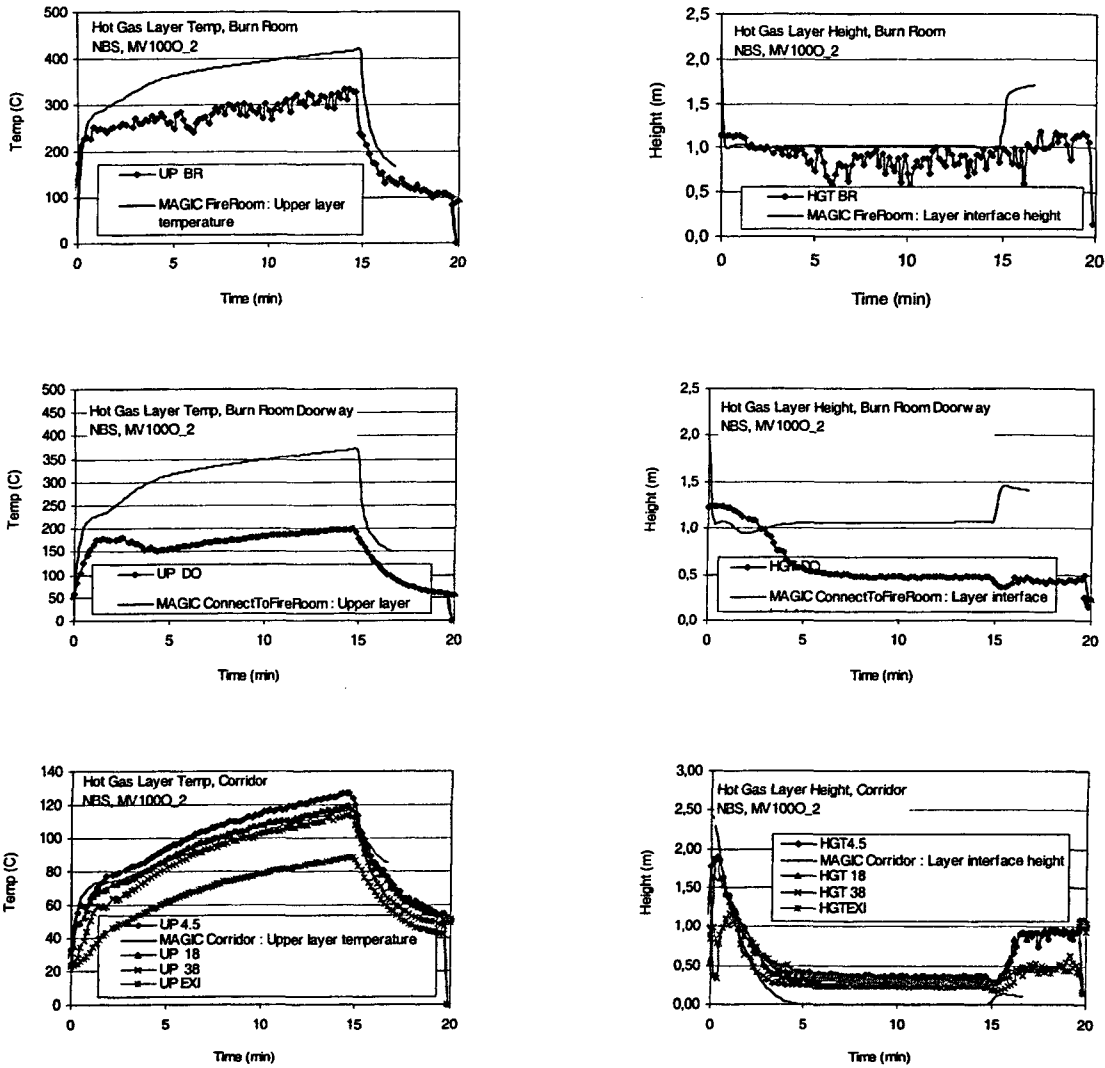 Hot Gas Layer Temp, Burn Room
NBS, MV100O_2
Temp (C)
500
400
300
200
100
0
UP BR
MAGIC FireRoom : Upper layer
temperature
0 5 10 15 20
Time (min)
Hot Gas Layer Height, Burn Room
NBS, MV100O_2
Height (m)
2,5
2,0
1,5
1,0
0,5
0,0
HGT BR
MAGIC FireRoom : Layer interface height
0 5 10 15 20
Time (min)
Hot Gas Layer Temp, Burn Room Doorway
NBS, MV100O_2
Temp (C)
500
450
400
350
300
250
200
150
100
50
0
UP DO
MAGIC ConnectToFireRoom : Upper layer
0 5 10 15 20
Time (min)
Hot Gas Layer Height, Burn Room Doorway
NBS, MV100O_2
Height (m)
2,5
2,0
1,5
1,0
0,5
0,0
HGT DO
MAGIC ConnectToFireRoom : Layer interface
0 5 10 15 20
Time (min)
Hot Gas Layer Temp, Corridor
NBS, MV100O_2
Temp (C)
140
120
100
80
60
40
20
0
UP 4.5
MAGIC Corridor : Upper layer temperature
UP 18
UP 38
UP EXI
0 5 10 15 20
Time (min)
Hot Gas Layer Height, Corridor
NBS, MV100O_2
Height (m)
3,00
2,50
2,00
1,50
1,00
0,50
0,00
HGT4.5
MAGIC Corridor : Layer interface height
HGT 18
HGT 38
HGTEXI
0 5 10 15 20
Time (min)